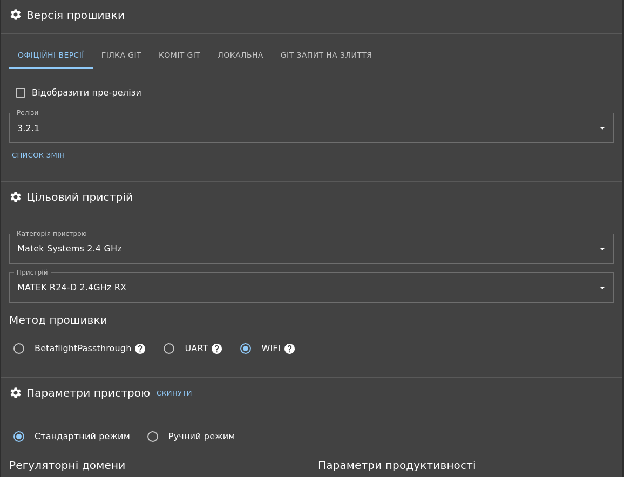 Версія прошивки
ОФІЦІЙНІ ВЕРСІЇ ГІЛКА GIT КОМІТ GIT ЛОКАЛЬНА GIT ЗАПИТ НА ЗЛИТТЯ
Відобразити пре-релізи
Релізи
3.2.1
СПИСОК ЗМІН
Цільовий пристрій
Категорія пристрою
Matek Systems 2.4 GHz
Пристрій
MATEK R24-D 2.4GHz RX
Метод прошивки
BetaflightPassthrough ? UART ? WIFI ?
Параметри пристрою СКИНУТИ
Стандартний режим Ручний режим
Регуляторні домени Параметри продуктивності